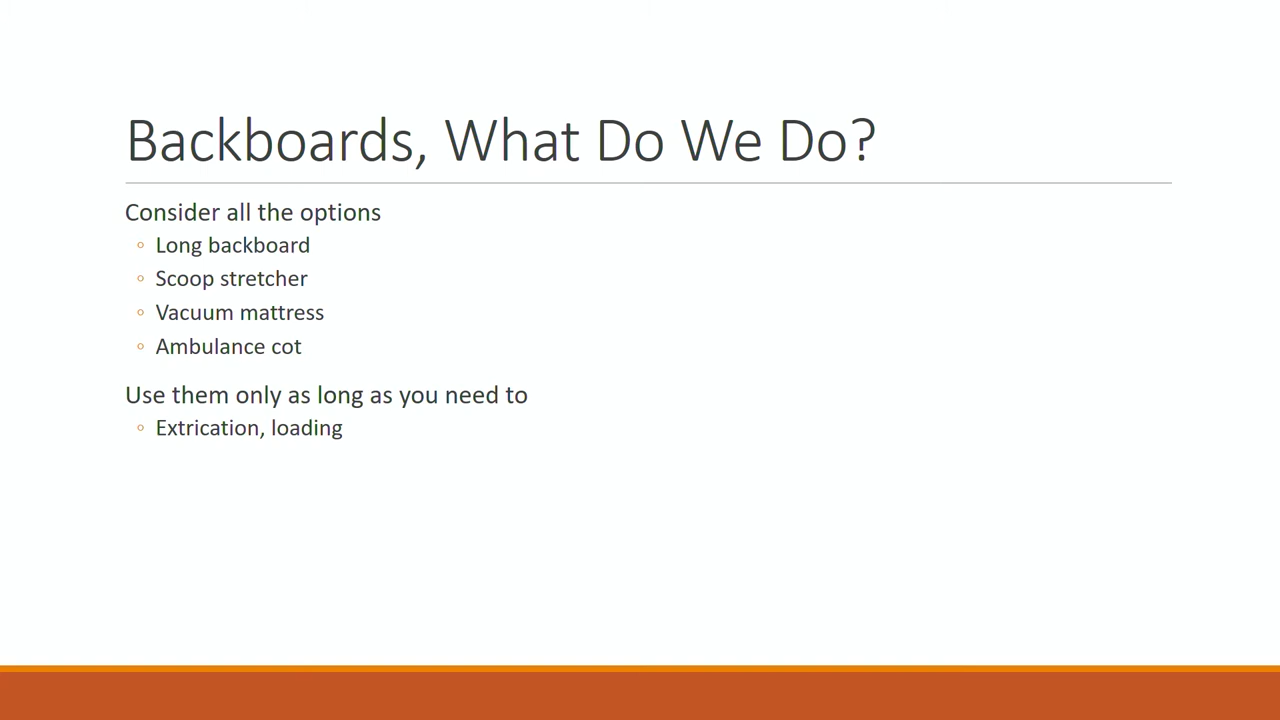 Backboards, What Do We Do?
Consider all the options
◦ Long backboard
◦ Scoop stretcher
◦ Vacuum mattress
◦ Ambulance cot
Use them only as long as you need to
◦ Extrication, loading